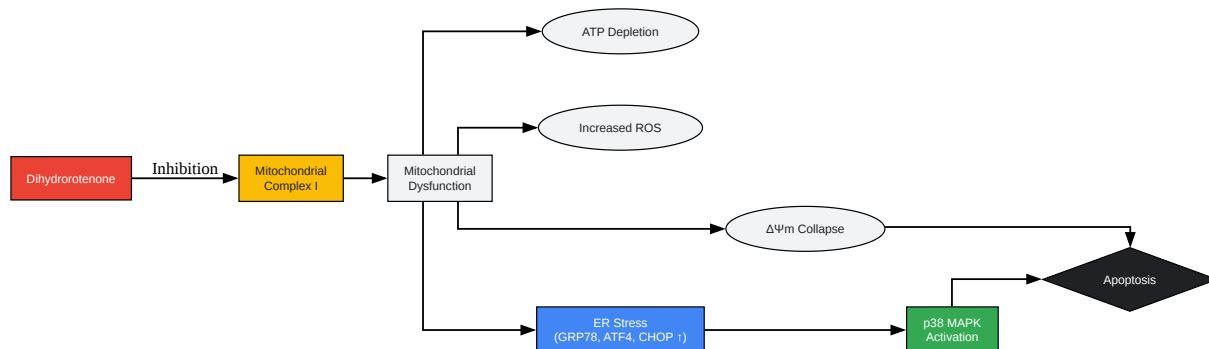 ATP Depletion
Increased ROS
Dihydrorotenone
Inhibition
Mitochondrial
Complex I
Mitochondrial
Dysfunction
ΔΨm Collapse
Apoptosis
ER Stress
(GRP78, ATF4, CHOP ↑)
p38 MAPK
Activation